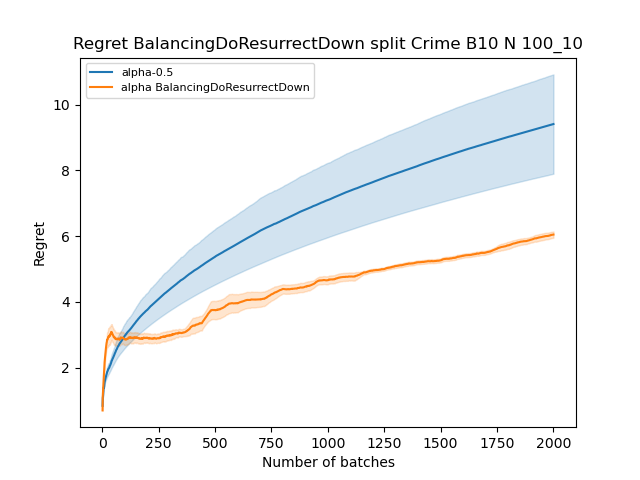 Regret BalancingDoResurrectDown split Crime B10 N 100_10
alpha-0.5
alpha BalancingDoResurrectDown
10
8
6
4
2
Regret
0 250 500 750 1000 1250 1500 1750 2000
Number of batches